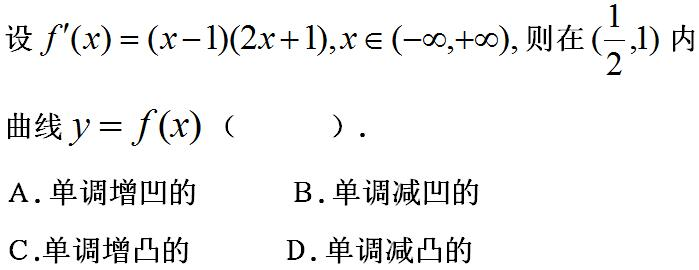 设 f′(x) = (x−1)(2x+1), x ∈ (−∞,+∞), 则在 (1/2,1) 内
曲线 y = f(x)（　　）.
A. 单调增凹的　　B. 单调减凹的
C.单调增凸的　　D. 单调减凸的